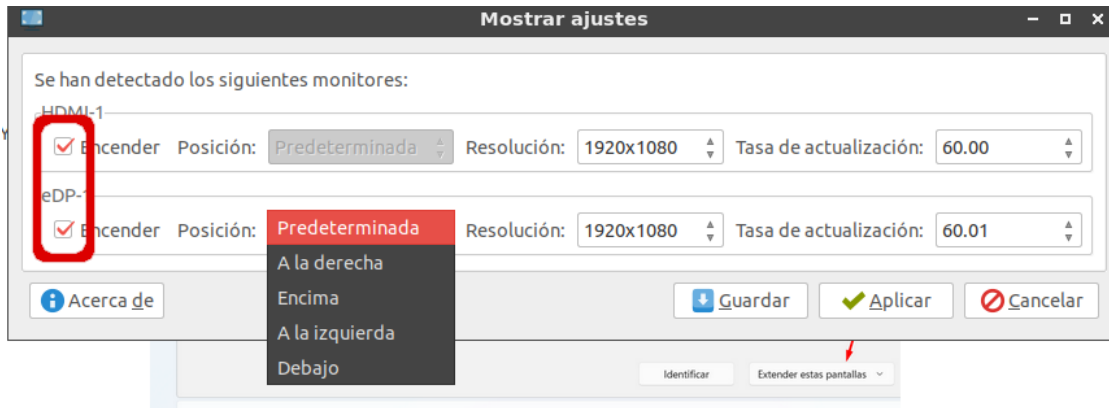 Mostrar ajustes
Se han detectado los siguientes monitores:
HDMI-1
Encender Posición: Predeterminada Resolución: 1920x1080 Tasa de actualización: 60.00
eDP-1
Encender Posición: Predeterminada Resolución: 1920x1080 Tasa de actualización: 60.01
A la derecha
Encima
A la izquierda
Debajo
Acerca de Guardar Aplicar Cancelar
Identificar Extender estas pantallas